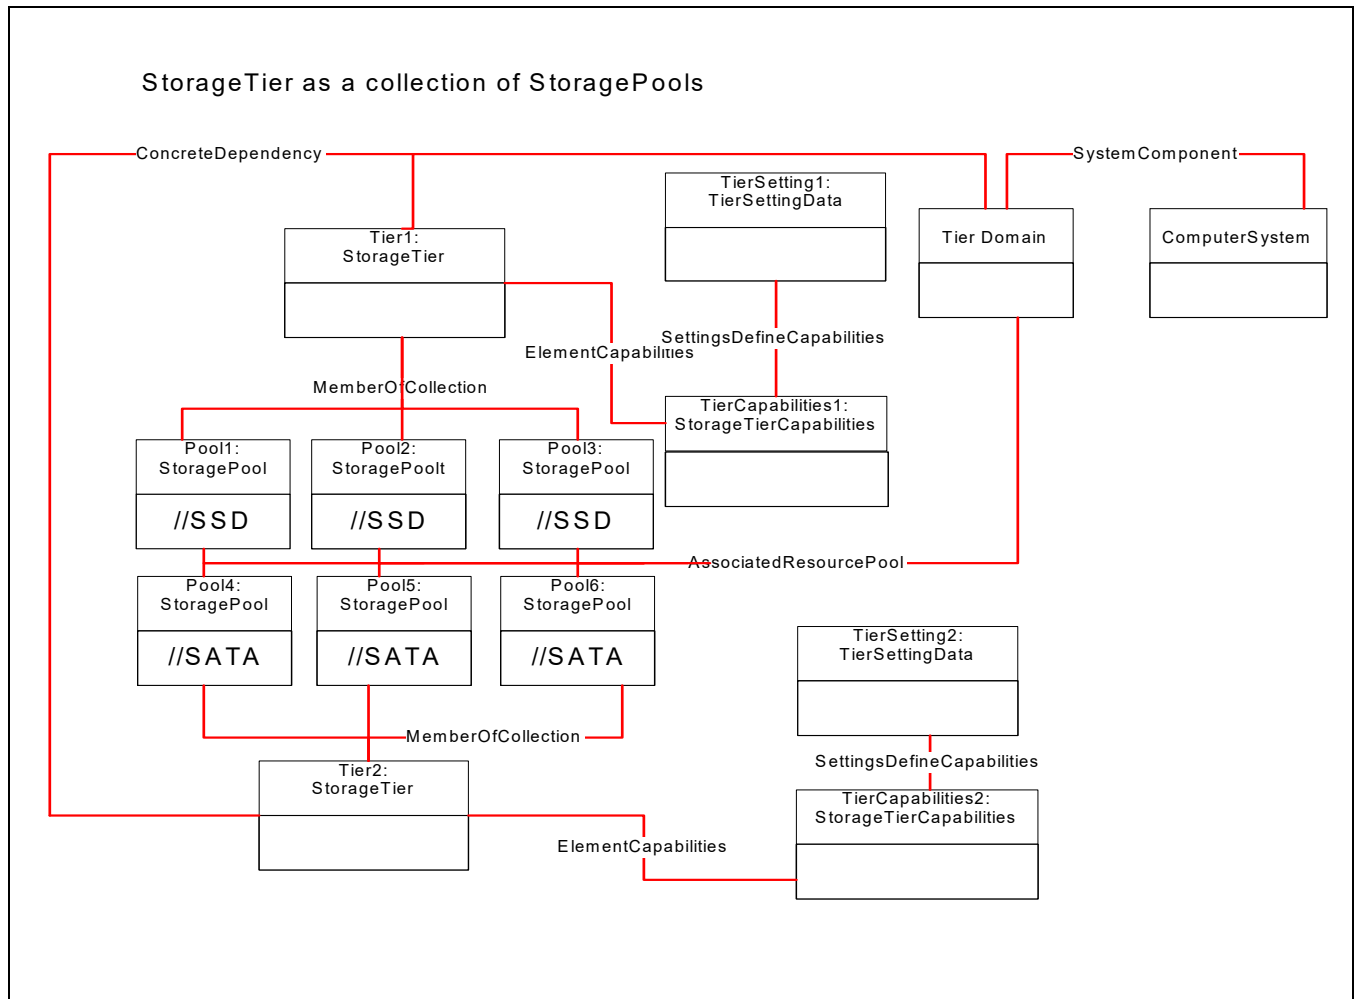 StorageTier as a collection of StoragePools
ConcreteDependency
SystemComponent
TierSetting1:
TierSettingData
Tier1:
StorageTier
Tier Domain
ComputerSystem
SettingsDefineCapabilities
ElementCapabilities
MemberOfCollection
TierCapabilities1:
StorageTierCapabilities
Pool1:
StoragePool
//SSD
Pool2:
StoragePoolt
//SSD
Pool3:
StoragePool
//SSD
AssociatedResourcePool
Pool4:
StoragePool
//SATA
Pool5:
StoragePool
//SATA
Pool6:
StoragePool
//SATA
TierSetting2:
TierSettingData
MemberOfCollection
SettingsDefineCapabilities
Tier2:
StorageTier
TierCapabilities2:
StorageTierCapabilities
ElementCapabilities